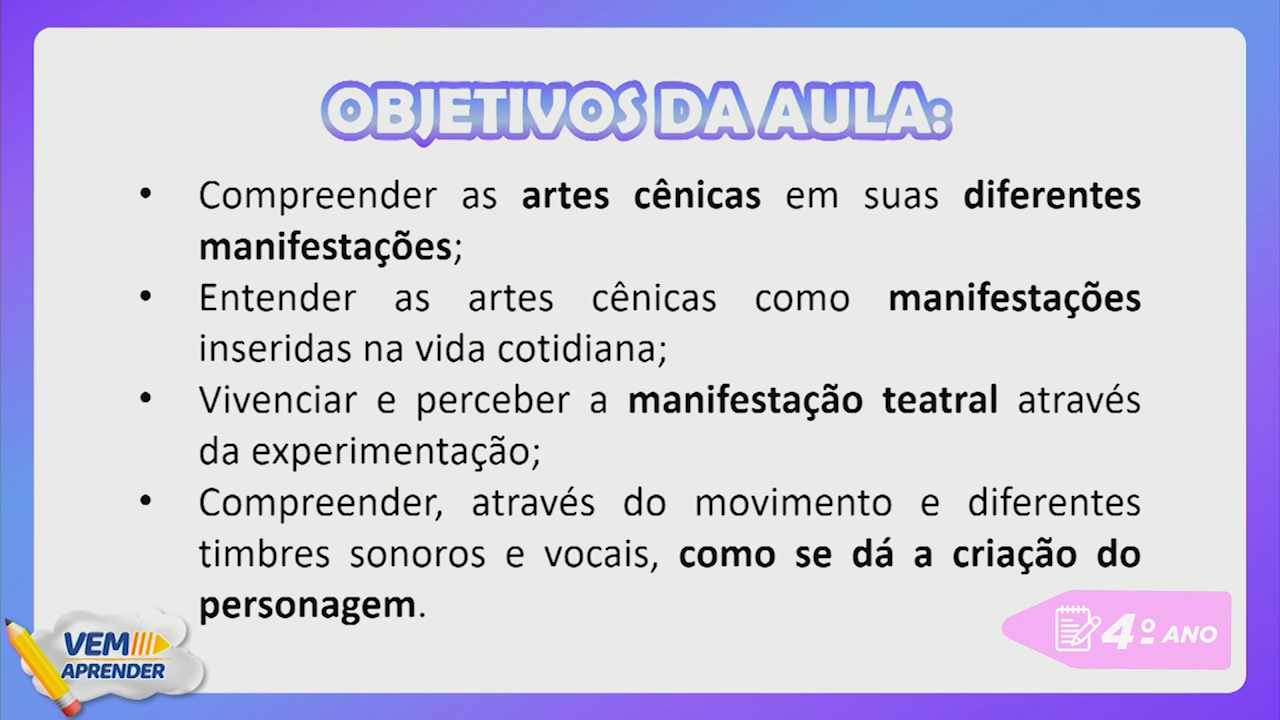 OBJETIVOS DA AULA:
• Compreender as artes cênicas em suas diferentes
manifestações;
• Entender as artes cênicas como manifestações
inseridas na vida cotidiana;
• Vivenciar e perceber a manifestação teatral através
da experimentação;
• Compreender, através do movimento e diferentes
timbres sonoros e vocais, como se dá a criação do
personagem.
VEM
APRENDER
4º ANO